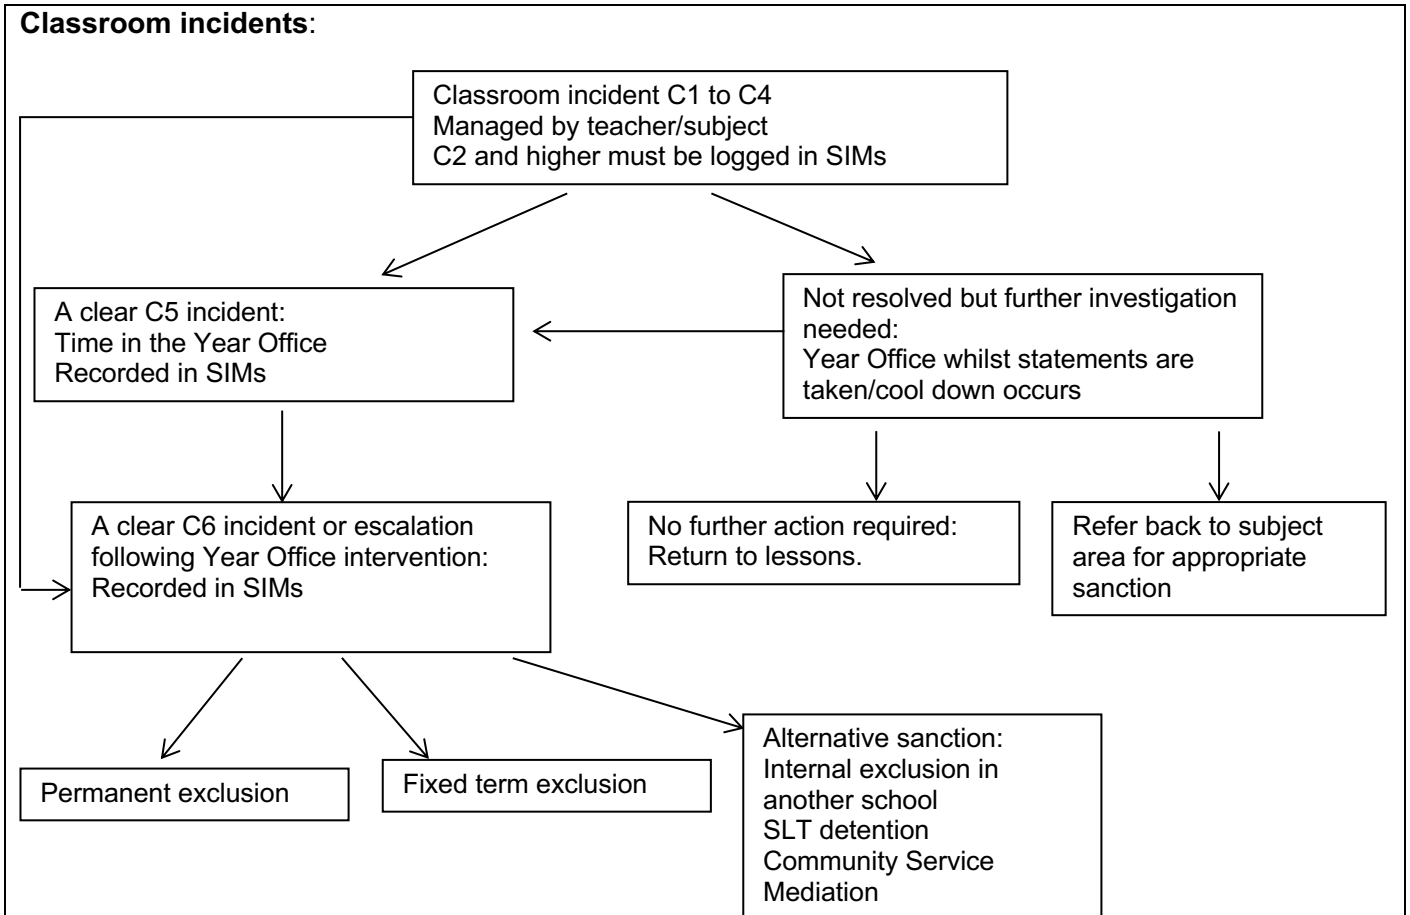 Classroom incidents:
Classroom incident C1 to C4
Managed by teacher/subject
C2 and higher must be logged in SIMs
A clear C5 incident:
Time in the Year Office
Recorded in SIMs
Not resolved but further investigation
needed:
Year Office whilst statements are
taken/cool down occurs
A clear C6 incident or escalation
following Year Office intervention:
Recorded in SIMs
No further action required:
Return to lessons.
Refer back to subject
area for appropriate
sanction
Permanent exclusion
Fixed term exclusion
Alternative sanction:
Internal exclusion in
another school
SLT detention
Community Service
Mediation